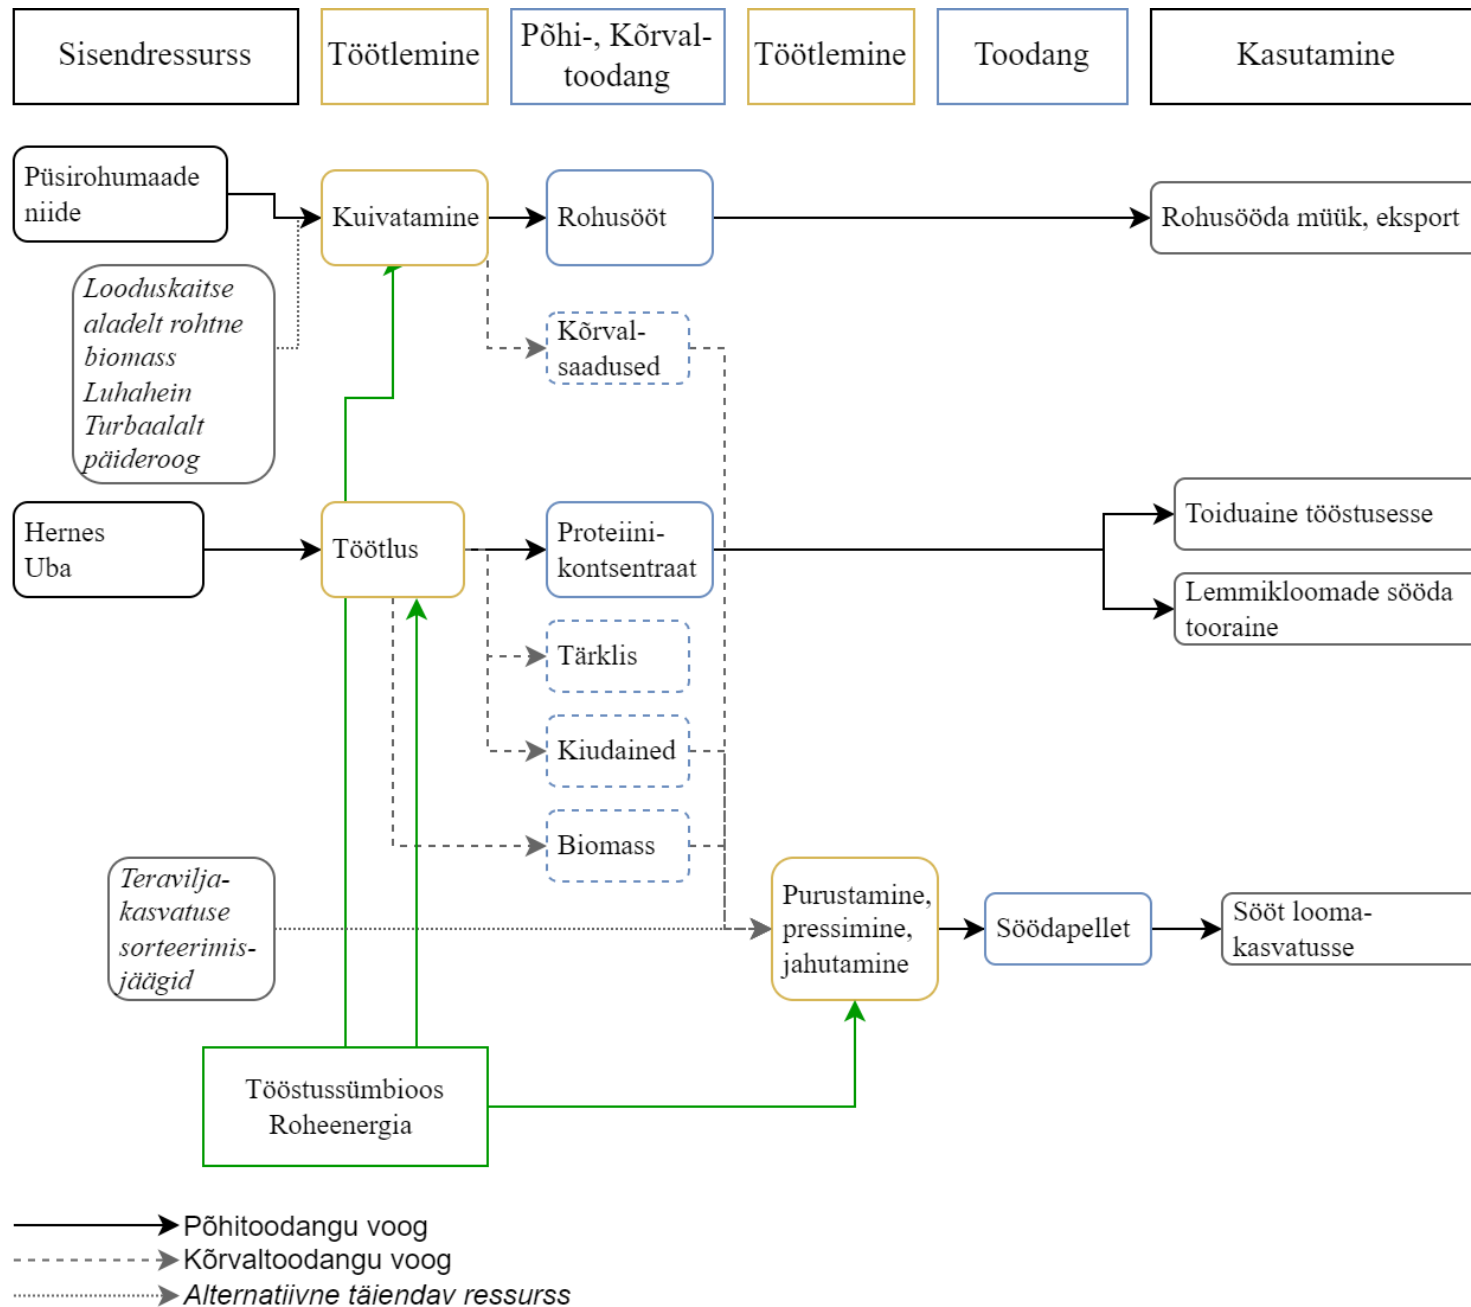 Sisendressurss
Töötlemine
Põhi-, Kõrval-
toodang
Töötlemine
Toodang
Kasutamine
Püsirohumaade
niide
Kuivatamine
Rohusööt
Rohusööda müük, eksport
Looduskaitse
aladelt rohtne
biomass
Luhahein
Turbaalalt
päideroog
Kõrval-
saadused
Hernes
Uba
Töötlus
Proteiini-
kontsentraat
Toiduaine tööstusesse
Lemmikloomade sööda
tooraine
Tärklis
Kiudained
Biomass
Teravilja-
kasvatuse
sorteerimis-
jäägid
Purustamine,
pressimine,
jahutamine
Söödapellet
Sööt looma-
kasvatusse
Tööstussümbioos
Roheenergia
Põhitoodangu voog
Kõrvaltoodangu voog
Alternatiivne täiendav ressurss